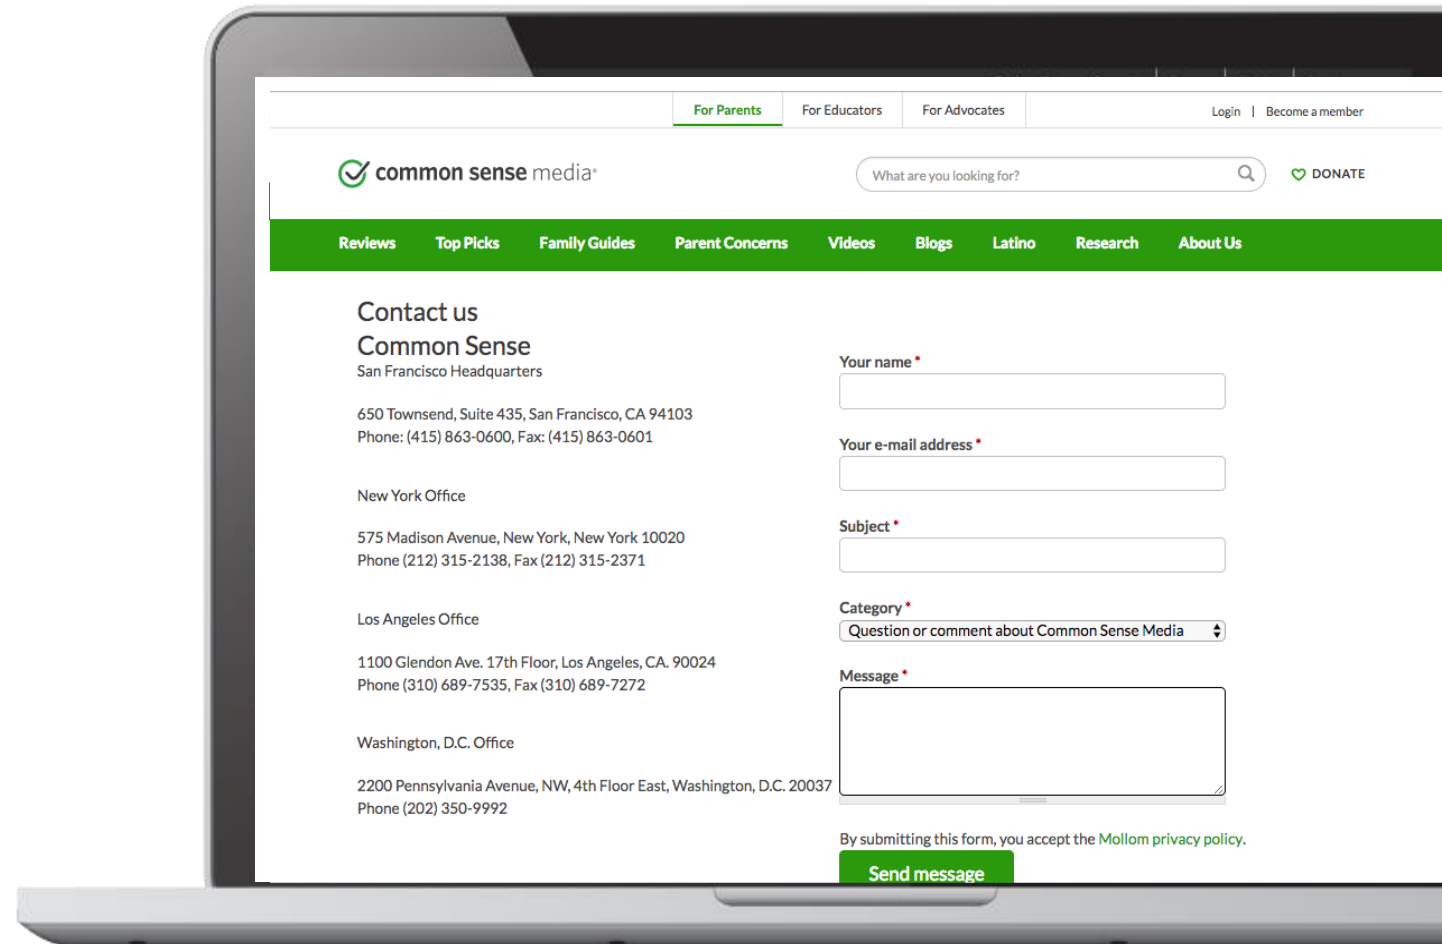 For Parents
For Educators
For Advocates
Login | Become a member
common sense media
What are you looking for?
DONATE
Reviews
Top Picks
Family Guides
Parent Concerns
Videos
Blogs
Latino
Research
About Us
Contact us
Common Sense
San Francisco Headquarters
650 Townsend, Suite 435, San Francisco, CA 94103
Phone: (415) 863-0600, Fax: (415) 863-0601
New York Office
575 Madison Avenue, New York, New York 10020
Phone (212) 315-2138, Fax (212) 315-2371
Los Angeles Office
1100 Glendon Ave. 17th Floor, Los Angeles, CA. 90024
Phone (310) 689-7535, Fax (310) 689-7272
Washington, D.C. Office
2200 Pennsylvania Avenue, NW, 4th Floor East, Washington, D.C. 20037
Phone (202) 350-9992
Your name *
Your e-mail address *
Subject *
Category *
Question or comment about Common Sense Media
Message *
By submitting this form, you accept the Mollom privacy policy.
Send message